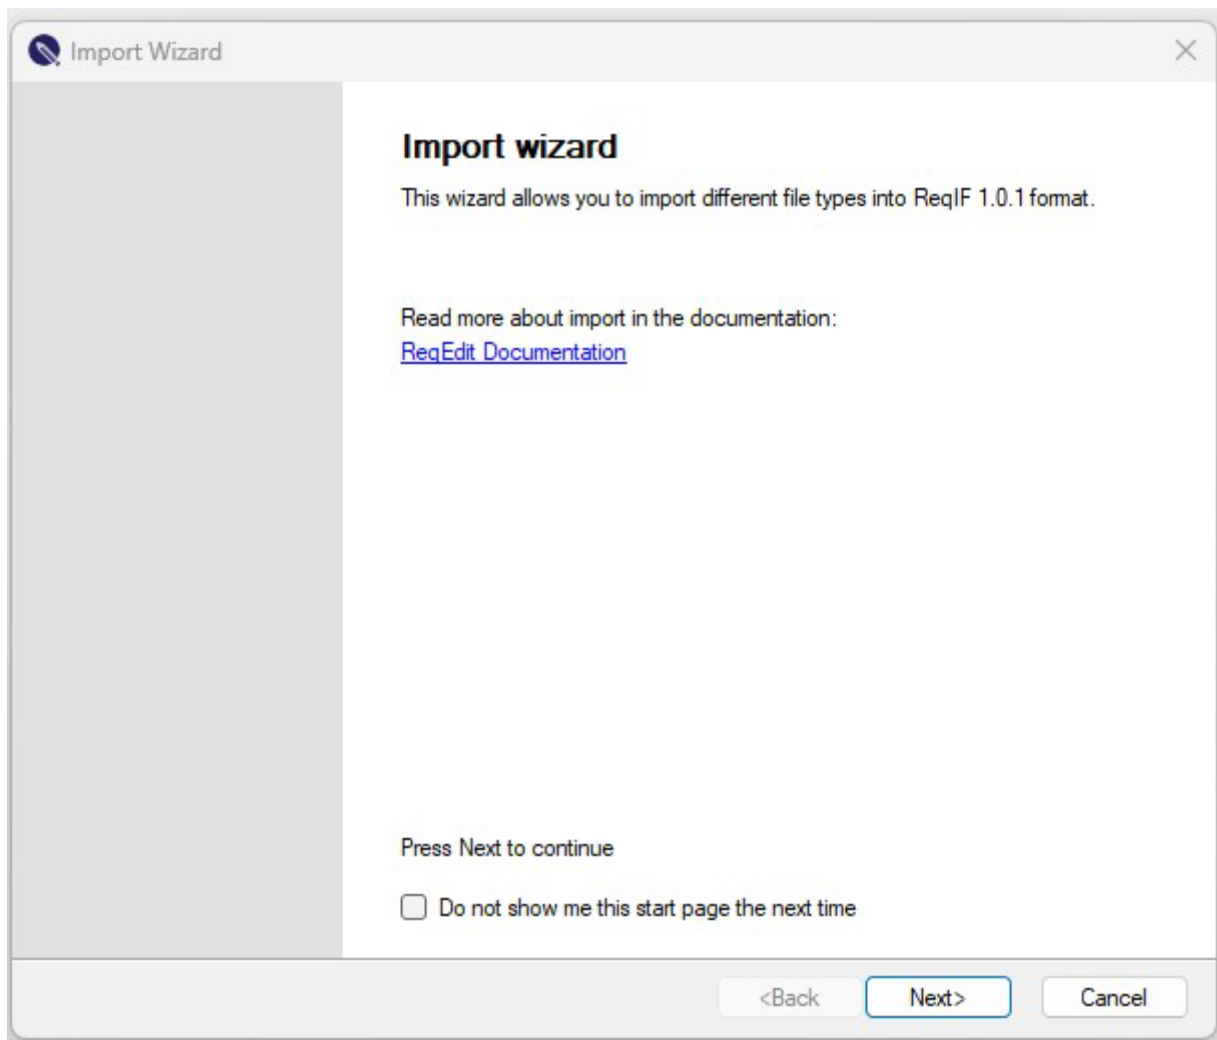 Import Wizard
Import wizard
This wizard allows you to import different file types into ReqIF 1.0.1 format.
Read more about import in the documentation:
ReqEdit Documentation
Press Next to continue
Do not show me this start page the next time
<Back
Next>
Cancel